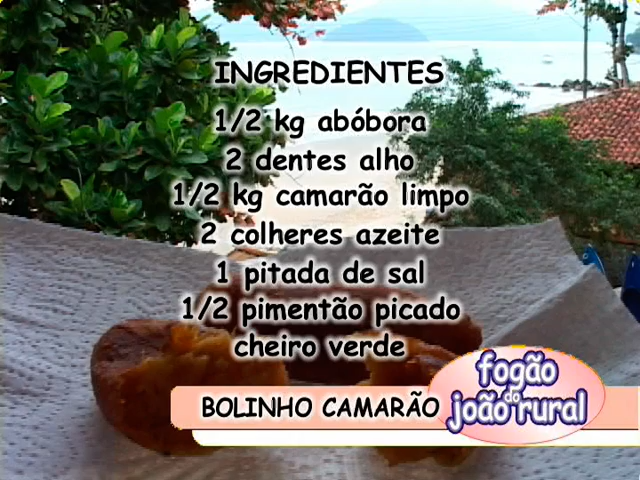 INGREDIENTES
1/2 kg abóbora
2 dentes alho
1/2 kg camarão limpo
2 colheres azeite
1 pitada de sal
1/2 pimentão picado
cheiro verde
BOLINHO CAMARÃO
fogão
do
joão rural